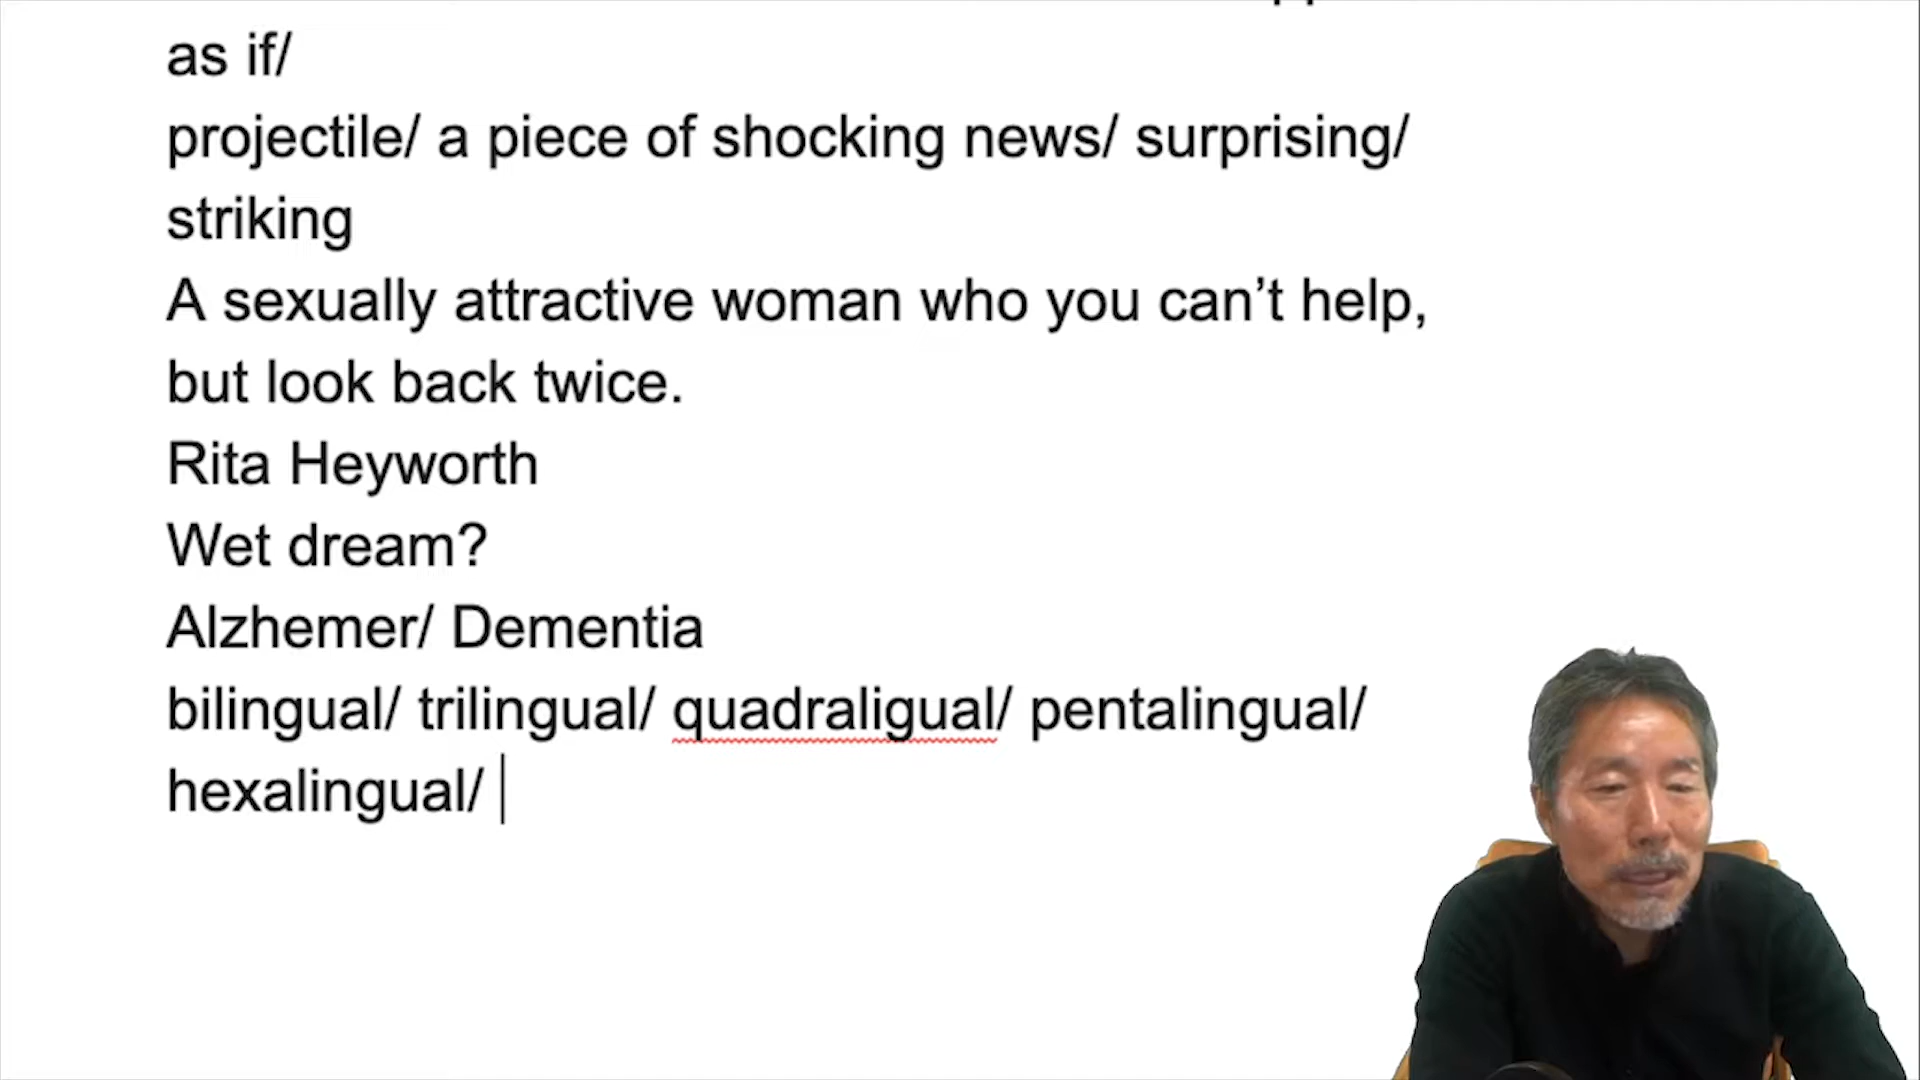 as if/
projectile/ a piece of shocking news/ surprising/
striking
A sexually attractive woman who you can’t help,
but look back twice.
Rita Heyworth
Wet dream?
Alzhemer/ Dementia
bilingual/ trilingual/ quadraligual/ pentalingual/
hexalingual/